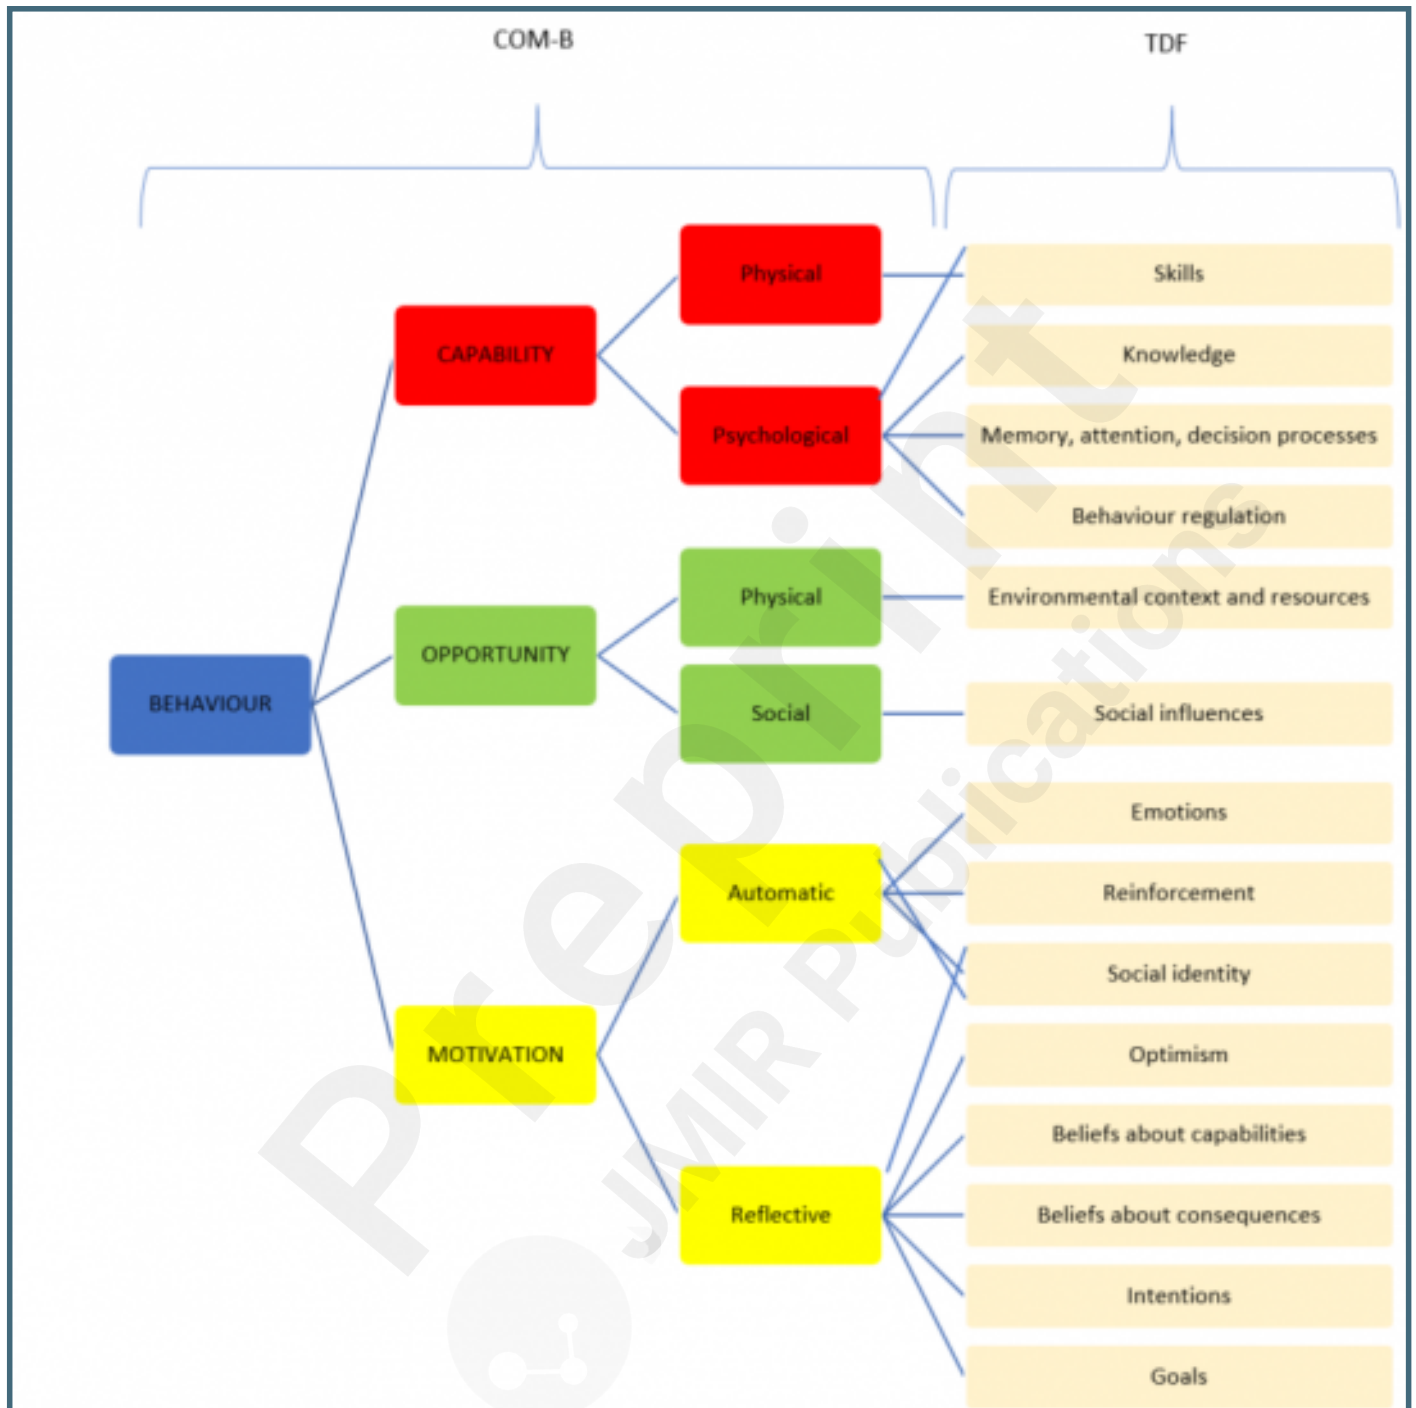 COM-B
TDF
Physical
Skills
CAPABILITY
Knowledge
Psychological
Memory, attention, decision processes
Behaviour regulation
Physical
Environmental context and resources
OPPORTUNITY
BEHAVIOUR
Social
Social influences
Emotions
Automatic
Reinforcement
Social identity
MOTIVATION
Optimism
Beliefs about capabilities
Reflective
Beliefs about consequences
Intentions
Goals
Preprint
JMIR Publications